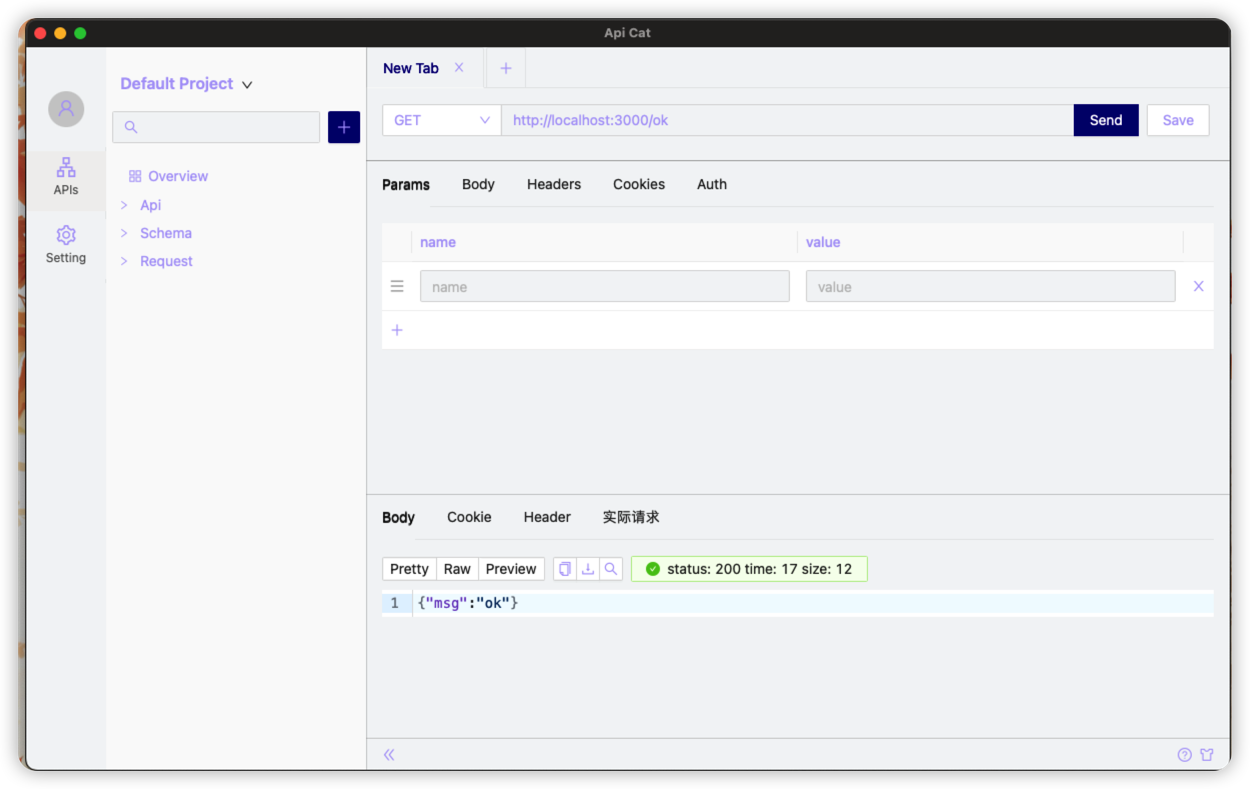 Api Cat
Default Project
APIs
Setting
Overview
Api
Schema
Request
New Tab
GET http://localhost:3000/ok Send Save
Params Body Headers Cookies Auth
name value
name value
Body Cookie Header 实际请求
Pretty Raw Preview status: 200 time: 17 size: 12
1 {"msg":"ok"}